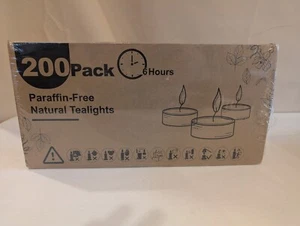 200 Pack
6 Hours
Paraffin-Free
Natural Tealights